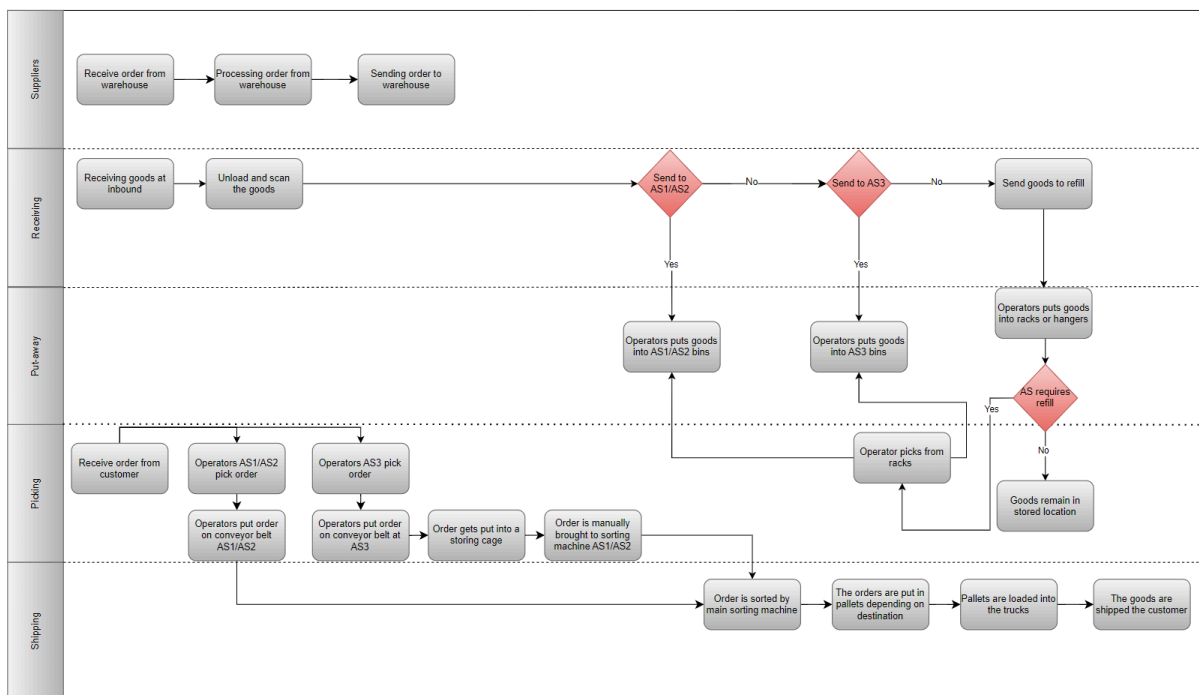 Suppliers
Receive order from
warehouse
Processing order from
warehouse
Sending order to
warehouse
Receiving
Receiving goods at
inbound
Unload and scan
the goods
Send to
AS1/AS2
No
Send to AS3
No
Send goods to refill
Yes
Yes
Put-away
Operators puts goods
into AS1/AS2 bins
Operators puts goods
into AS3 bins
Operators puts goods
into racks or hangers
AS requires
refill
Yes
No
Picking
Receive order from
customer
Operators AS1/AS2
pick order
Operators AS3 pick
order
Operator picks from
racks
Goods remain in
stored location
Operators put order
on conveyor belt
AS1/AS2
Operators put order
on conveyor belt at
AS3
Order gets put into a
storing cage
Order is manually
brought to sorting
machine AS1/AS2
Shipping
Order is sorted by
main sorting machine
The orders are put in
pallets depending on
destination
Pallets are loaded into
the trucks
The goods are
shipped the customer